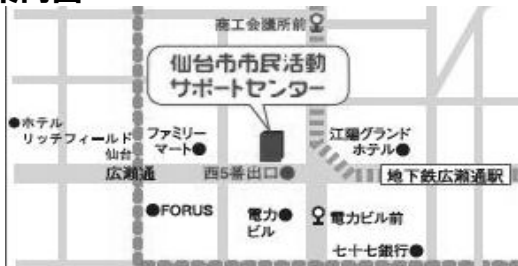 案内図
商工会議所前
仙台市市民活動
サポートセンター
●ホテル
リッチフィールド
仙台
ファミリー
マート●
江陽グランド
ホテル●
広瀬通
西5番出口●
地下鉄広瀬通駅
●FORUS
電力●
ビル
電力ビル前
七十七銀行●